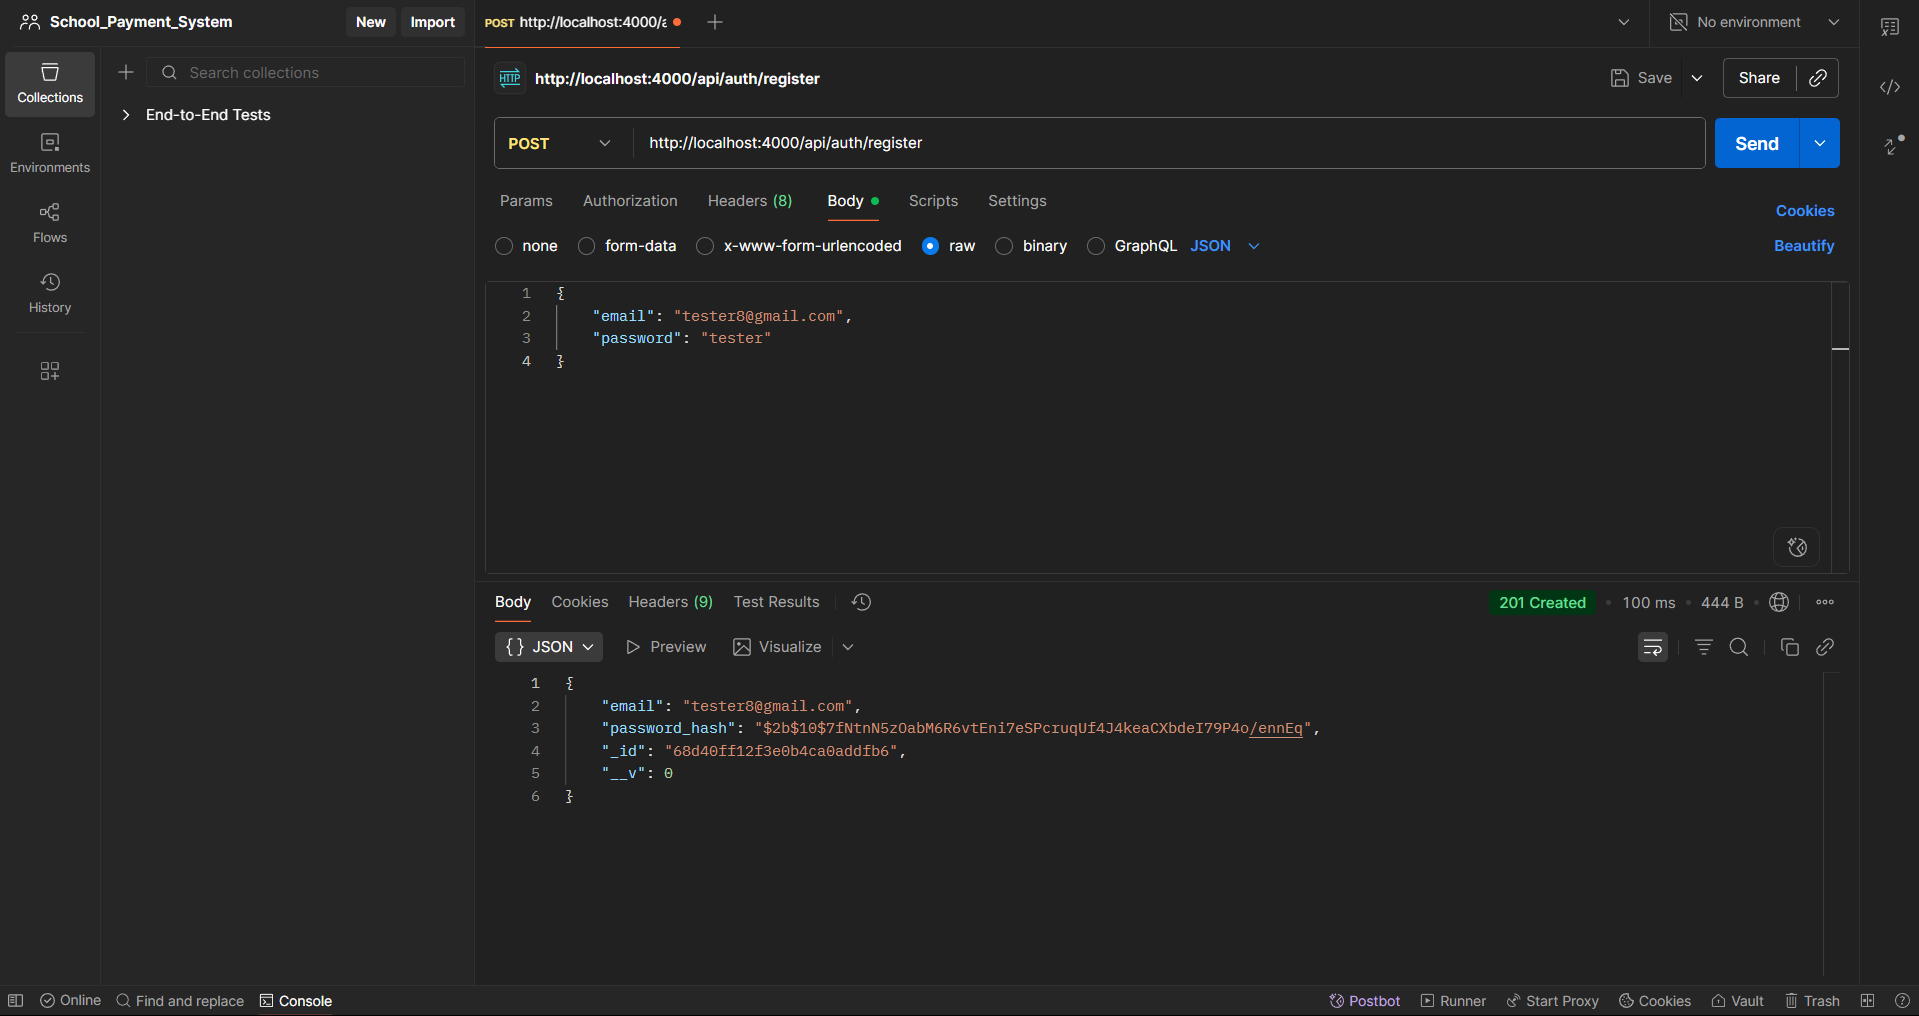 School_Payment_System
New
Import
POST http://localhost:4000/a
No environment
Collections
Environments
Flows
History
Search collections
End-to-End Tests
HTTP http://localhost:4000/api/auth/register
Save
Share
POST
http://localhost:4000/api/auth/register
Send
Params Authorization Headers (8) Body Scripts Settings
Cookies
none form-data x-www-form-urlencoded raw binary GraphQL JSON
Beautify
1 {
2 "email": "tester8@gmail.com",
3 "password": "tester"
4 }
Body Cookies Headers (9) Test Results
201 Created 100 ms 444 B
{} JSON Preview Visualize
1 {
2 "email": "tester8@gmail.com",
3 "password_hash": "$2b$10$7fNtnN5zOabM6R6vtEni7eSPcruqUf4J4keaCXbdeI79P4o/ennEq",
4 "_id": "68d40ff12f3e0b4ca0addfb6",
5 "__v": 0
6 }
Online Find and replace Console
Postbot Runner Start Proxy Cookies Vault Trash